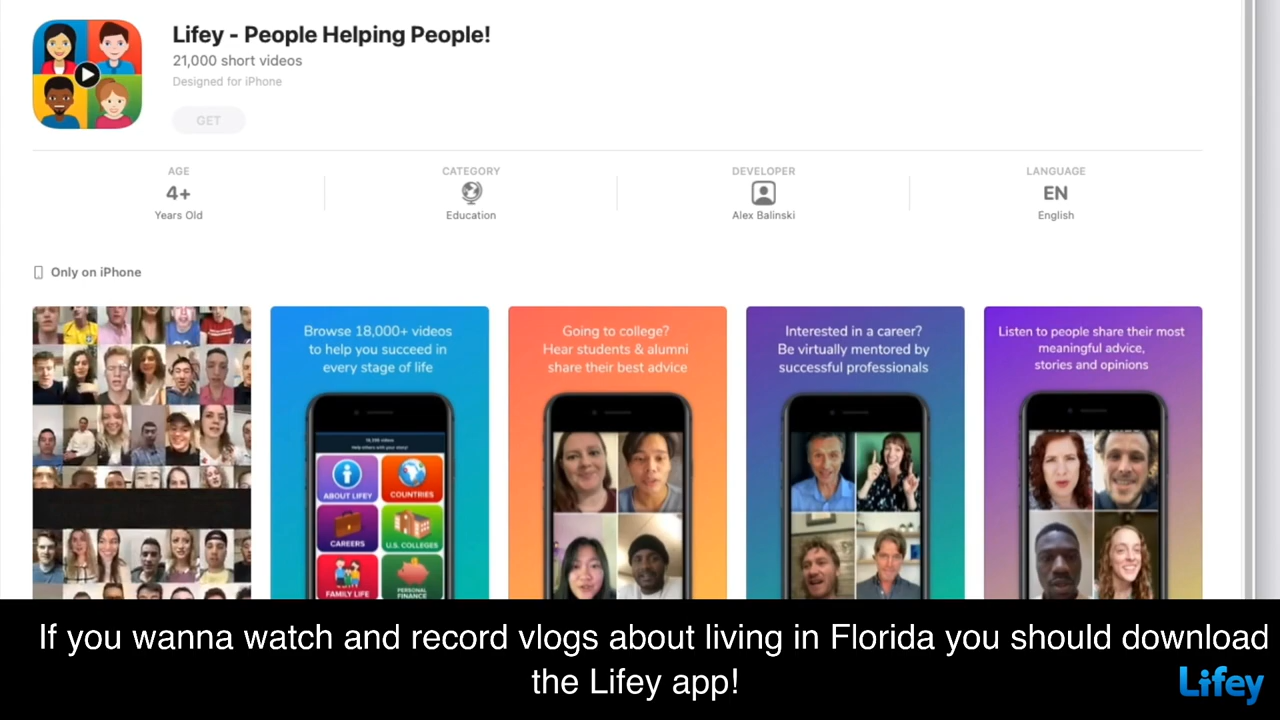 Lifey - People Helping People!
21,000 short videos
Designed for iPhone
GET
AGE
4+
Years Old
CATEGORY
Education
DEVELOPER
Alex Balinski
LANGUAGE
EN
English
Only on iPhone
Browse 18,000+ videos
to help you succeed in
every stage of life
ABOUT LIFEY
COUNTRIES
CAREERS
U.S. COLLEGES
FAMILY LIFE
PERSONAL
FINANCE
Going to college?
Hear students & alumni
share their best advice
Interested in a career?
Be virtually mentored by
successful professionals
Listen to people share their most
meaningful advice,
stories and opinions
If you wanna watch and record vlogs about living in Florida you should download
the Lifey app!
Lifey